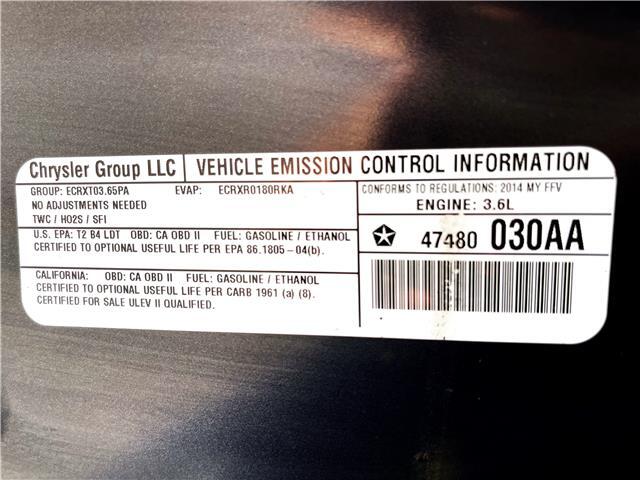 Chrysler Group LLC VEHICLE EMISSION CONTROL INFORMATION
GROUP: ECRXT03.65PA EVAP: ECRXR0180RKA
NO ADJUSTMENTS NEEDED
TWC / HO2S / SFI
CONFORMS TO REGULATIONS: 2014 MY FFV
ENGINE: 3.6L
U.S. EPA: T2 B4 LDT OBD: CA OBD II FUEL: GASOLINE / ETHANOL
CERTIFIED TO OPTIONAL USEFUL LIFE PER EPA 86.1805-04(b).
47480 030AA
CALIFORNIA: OBD: CA OBD II FUEL: GASOLINE / ETHANOL
CERTIFIED TO OPTIONAL USEFUL LIFE PER CARB 1961 (a) (8).
CERTIFIED FOR SALE ULEV II QUALIFIED.